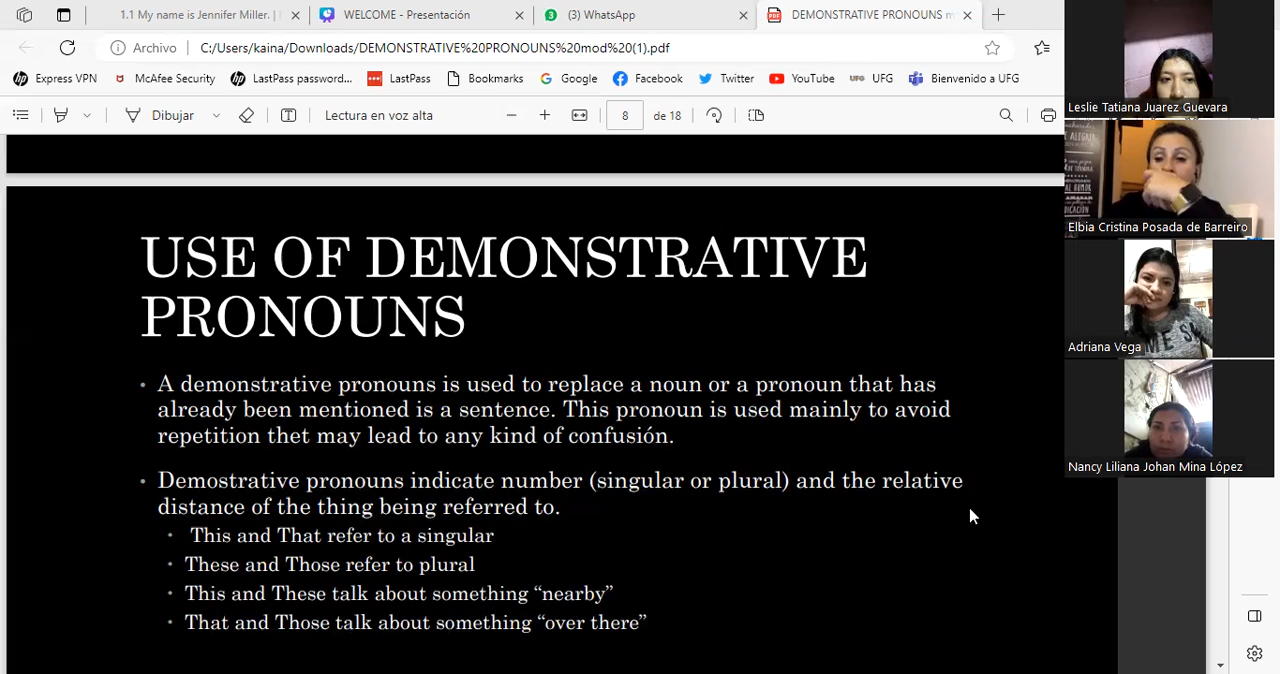 1.1 My name is Jennifer Miller. |
WELCOME - Presentación
3 (3) WhatsApp
PDF DEMONSTRATIVE PRONOUNS m
Archivo C:/Users/kaina/Downloads/DEMONSTRATIVE%20PRONOUNS%20mod%20(1).pdf
Express VPN McAfee Security LastPass password... LastPass Bookmarks Google Facebook Twitter YouTube UFG UFG Bienvenido a UFG
Dibujar Lectura en voz alta 8 de 18
USE OF DEMONSTRATIVE
PRONOUNS
• A demonstrative pronouns is used to replace a noun or a pronoun that has
already been mentioned is a sentence. This pronoun is used mainly to avoid
repetition thet may lead to any kind of confusión.
• Demostrative pronouns indicate number (singular or plural) and the relative
distance of the thing being referred to.
• This and That refer to a singular
• These and Those refer to plural
• This and These talk about something “nearby”
• That and Those talk about something “over there”
Leslie Tatiana Juarez Guevara
ALEGRIA
Elbia Cristina Posada de Barreiro
Adriana Vega
Nancy Liliana Johan Mina López